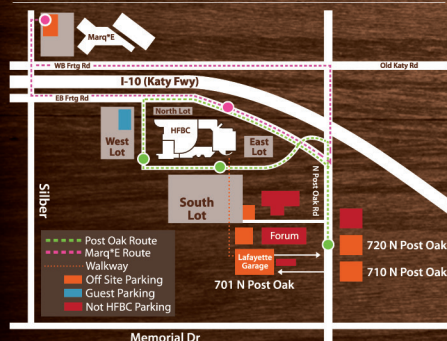 Marq*E
WB Frtg Rd
Old Katy Rd
I-10 (Katy Fwy)
EB Frtg Rd
North Lot
HFBC
West
Lot
East
Lot
N Post Oak Rd
Silber
South
Lot
Post Oak Route
Marq*E Route
Walkway
Off Site Parking
Guest Parking
Not HFBC Parking
Forum
Lafayette
Garage
701 N Post Oak
720 N Post Oak
710 N Post Oak
Memorial Dr